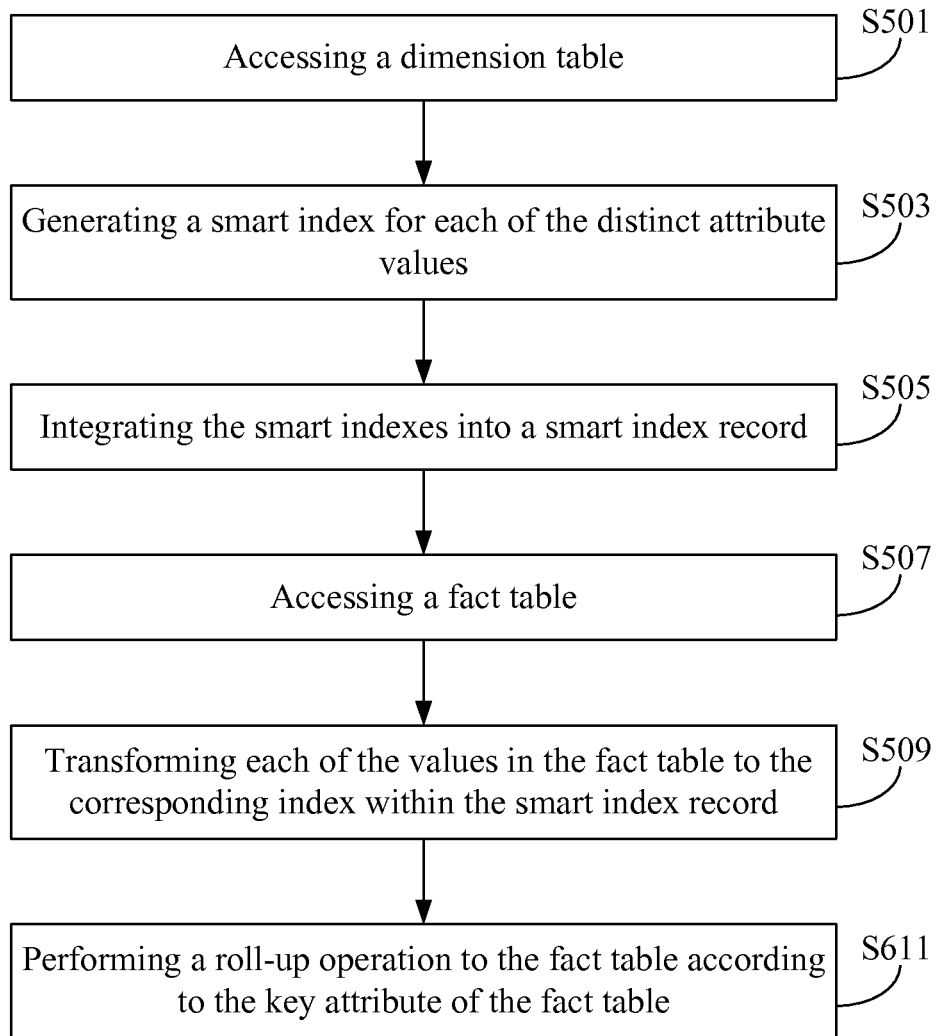 S501
Accessing a dimension table
S503
Generating a smart index for each of the distinct attribute
values
S505
Integrating the smart indexes into a smart index record
S507
Accessing a fact table
S509
Transforming each of the values in the fact table to the
corresponding index within the smart index record
S611
Performing a roll-up operation to the fact table according
to the key attribute of the fact table